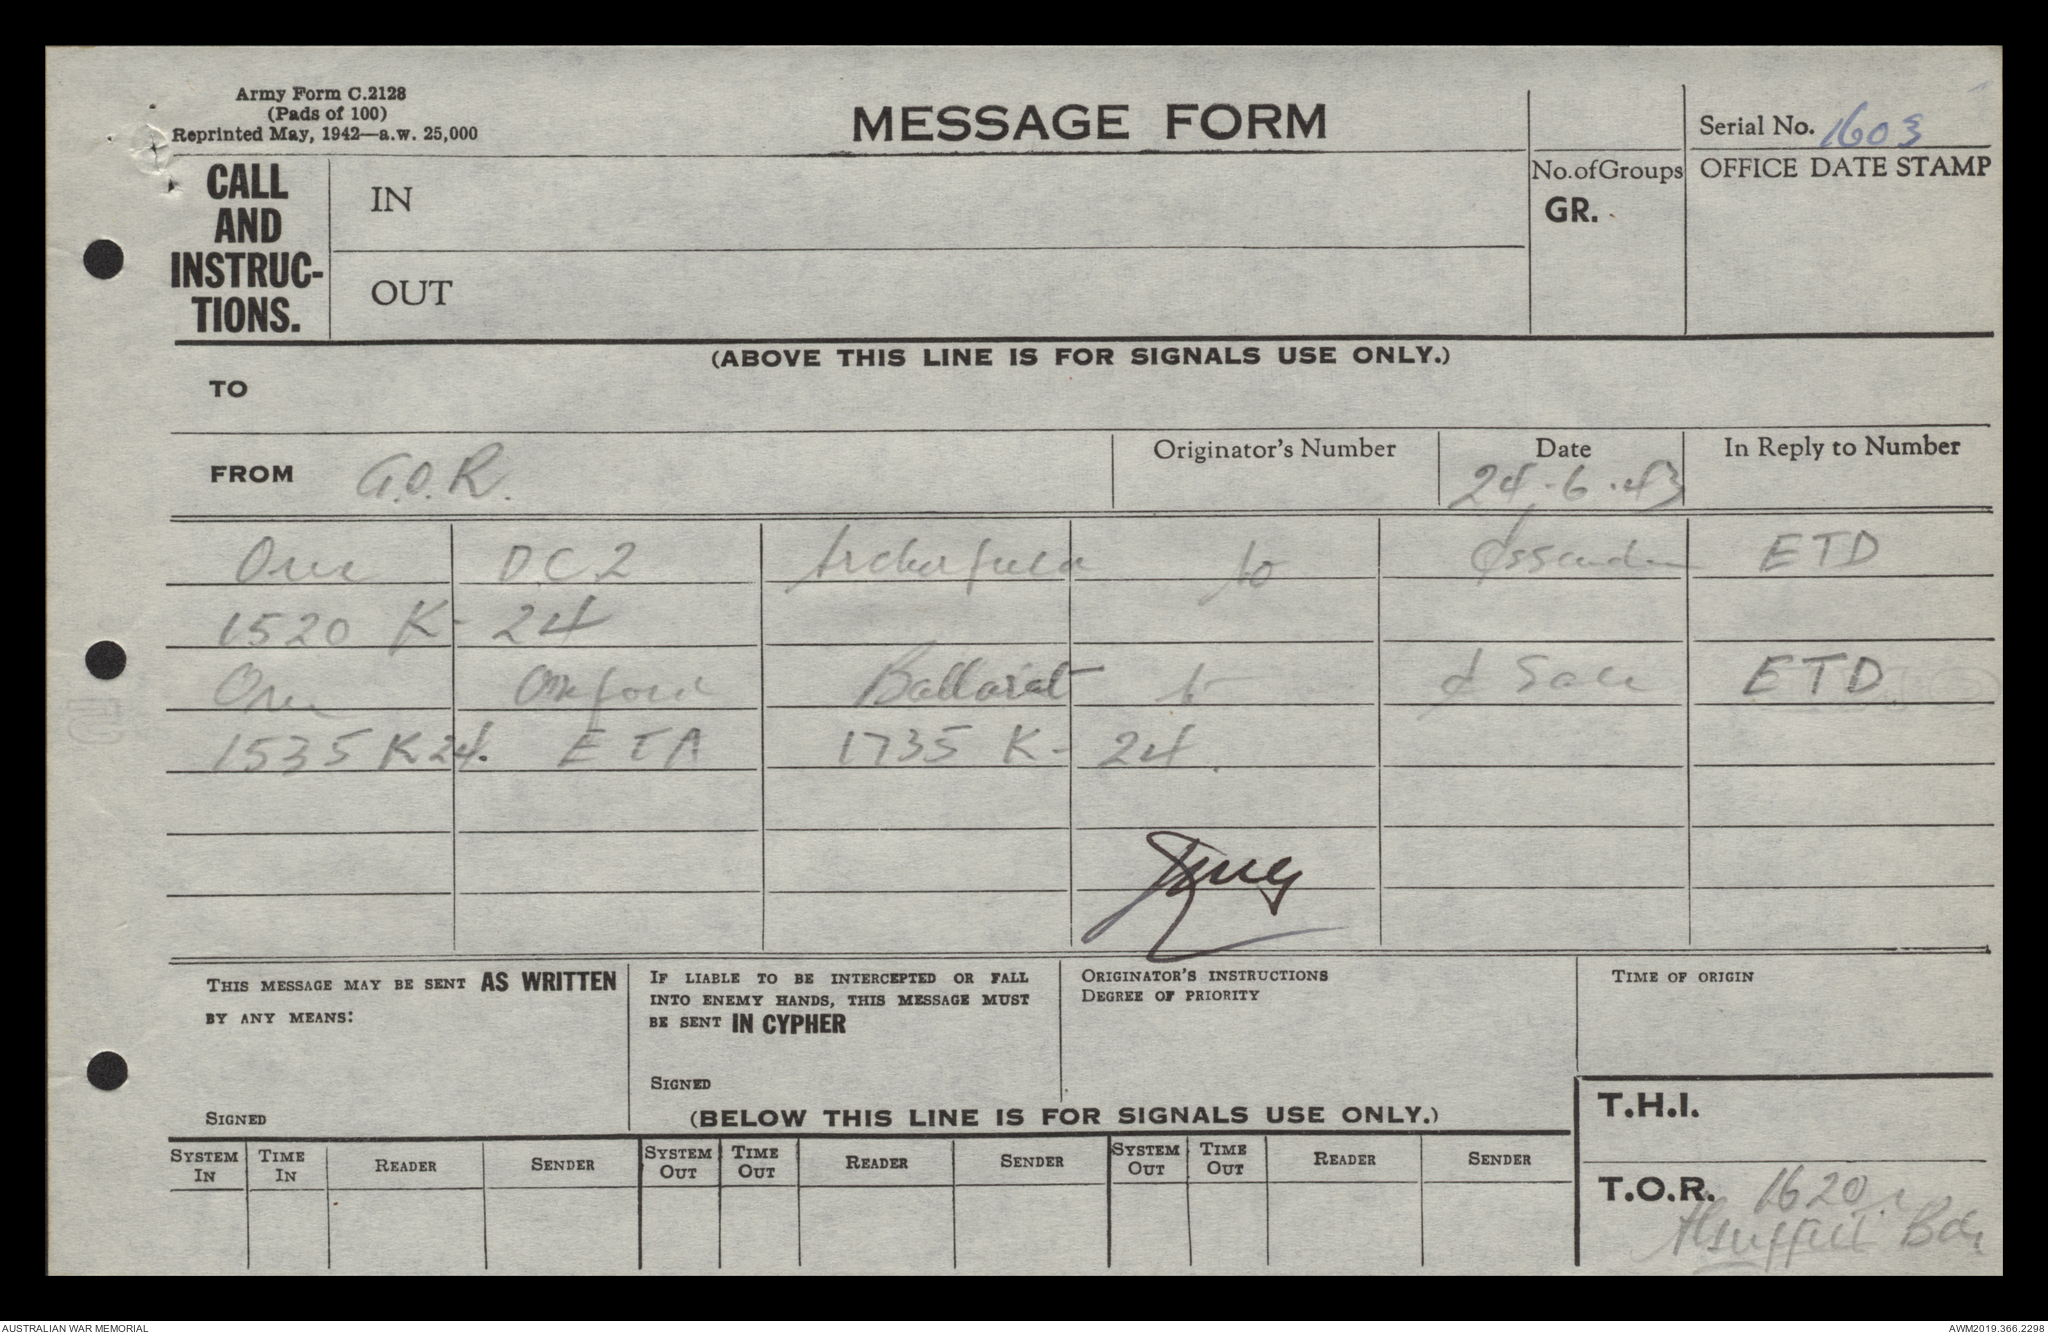 Army Form C.2128
(Pads of 100)
Reprinted May, 1942—a.w. 25,000
MESSAGE FORM
Serial No. 1603
CALL AND INSTRUC-TIONS.
IN
OUT
No. of Groups
GR.
OFFICE DATE STAMP
(ABOVE THIS LINE IS FOR SIGNALS USE ONLY.)
TO
FROM G.O.R.
Originator's Number
Date 24.6.43
In Reply to Number
One DC2 Archerfield to Essendon ETD
1520 K-24
One Oxford Ballarat to Sale ETD
1535 K24. ETA 1735 K-24.
THIS MESSAGE MAY BE SENT AS WRITTEN
BY ANY MEANS:
SIGNED
IF LIABLE TO BE INTERCEPTED OR FALL
INTO ENEMY HANDS, THIS MESSAGE MUST
BE SENT IN CYPHER
SIGNED
ORIGINATOR'S INSTRUCTIONS
DEGREE OF PRIORITY
TIME OF ORIGIN
(BELOW THIS LINE IS FOR SIGNALS USE ONLY.)
T.H.I.
SYSTEM IN TIME IN READER SENDER SYSTEM OUT TIME OUT READER SENDER SYSTEM OUT TIME OUT READER SENDER
T.O.R. 1620
Bdr
AUSTRALIAN WAR MEMORIAL
AWM2019.366.2298